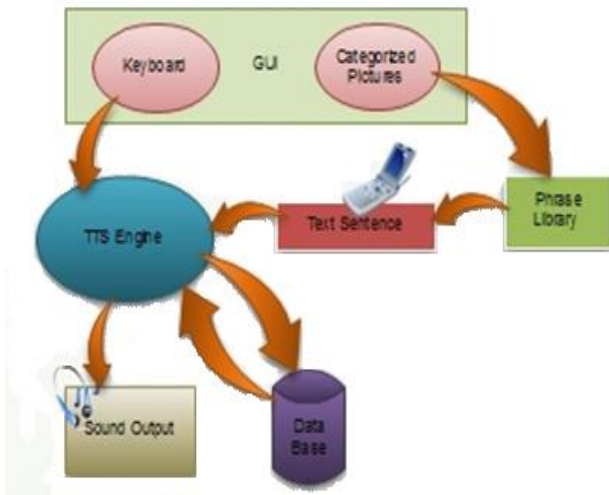 Keyboard
GUI
Categorized
Pictures
TTS Engine
Text Sentence
Phrase
Library
Sound Output
Data
Base